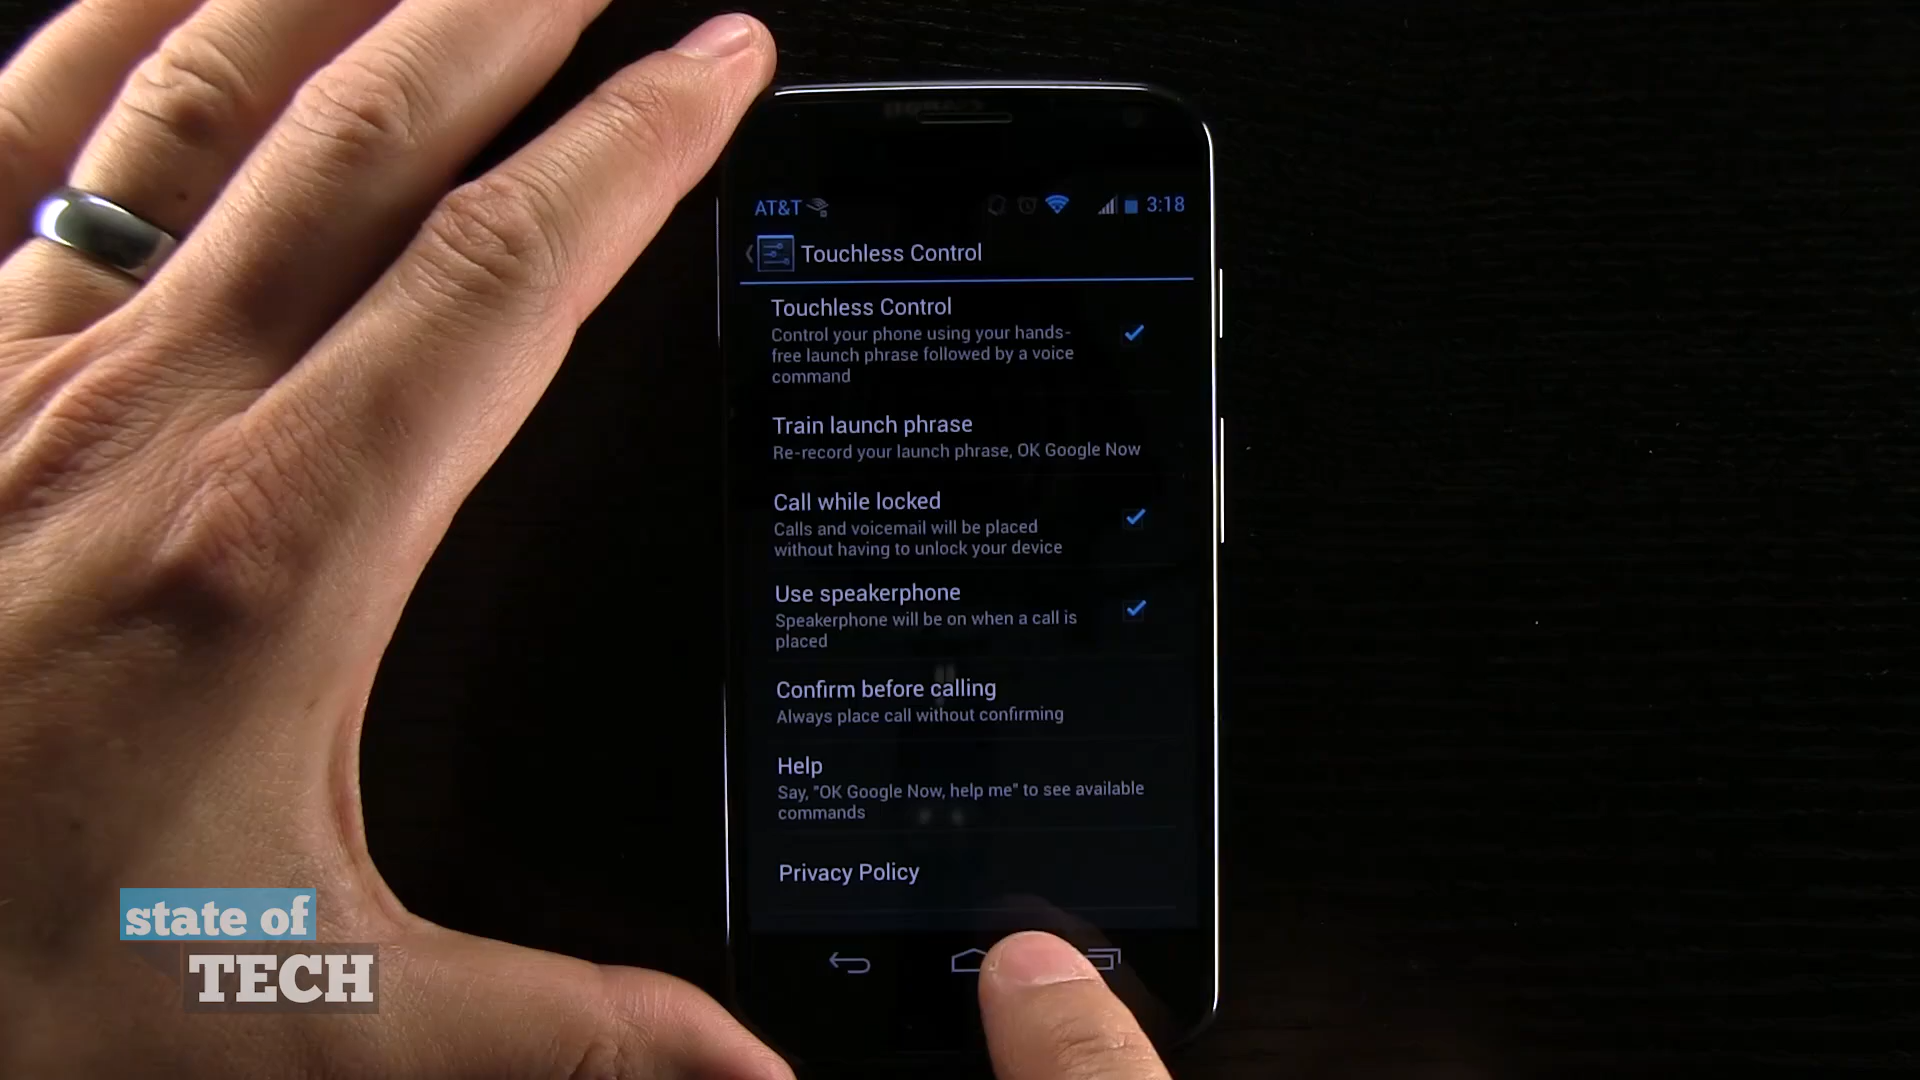 AT&T 3:18
Touchless Control
Touchless Control
Control your phone using your hands-
free launch phrase followed by a voice
command
Train launch phrase
Re-record your launch phrase, OK Google Now
Call while locked
Calls and voicemail will be placed
without having to unlock your device
Use speakerphone
Speakerphone will be on when a call is
placed
Confirm before calling
Always place call without confirming
Help
Say, "OK Google Now, help me" to see available
commands
Privacy Policy
state of
TECH